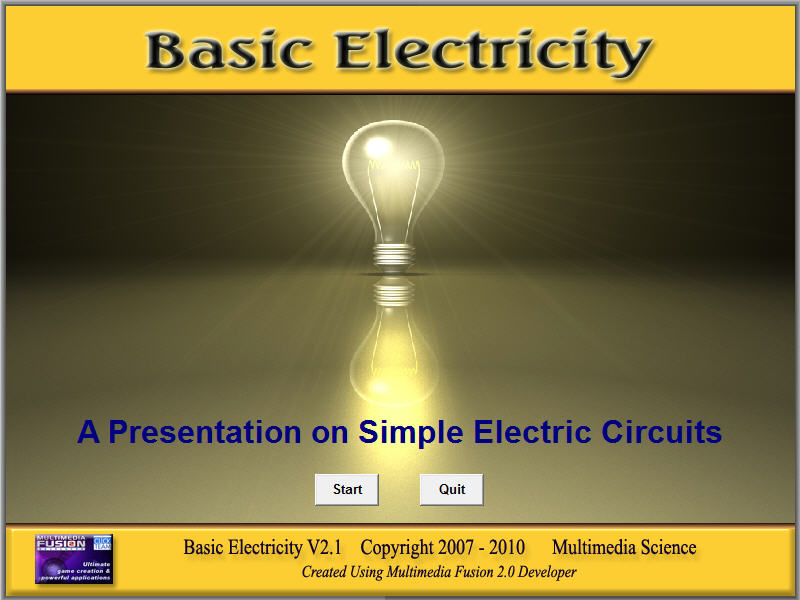 Basic Electricity
A Presentation on Simple Electric Circuits
Start
Quit
MULTIMEDIA
FUSION
CLICK
TEAM
Ultimate
game creation &
powerful applications
Basic Electricity V2.1 Copyright 2007 - 2010 Multimedia Science
Created Using Multimedia Fusion 2.0 Developer